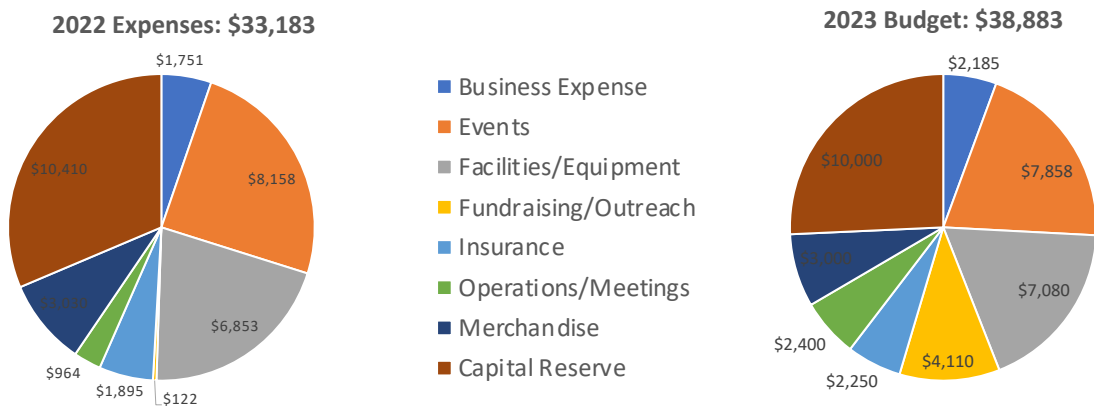 2022 Expenses: $33,183
$1,751
$8,158
$6,853
$122
$1,895
$964
$10,410
Business Expense
Events
Facilities/Equipment
Fundraising/Outreach
Insurance
Operations/Meetings
Merchandise
Capital Reserve
2023 Budget: $38,883
$2,185
$7,858
$7,080
$4,110
$2,250
$2,400
$10,000